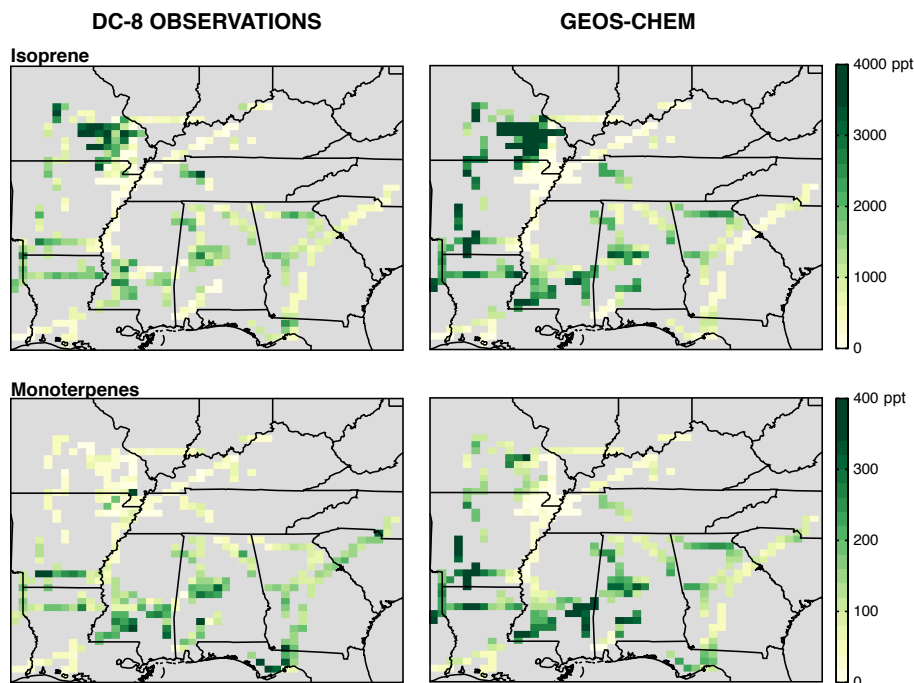 DC-8 OBSERVATIONS
GEOS-CHEM
Isoprene
4000 ppt
3000
2000
1000
0
Monoterpenes
400 ppt
300
200
100
0